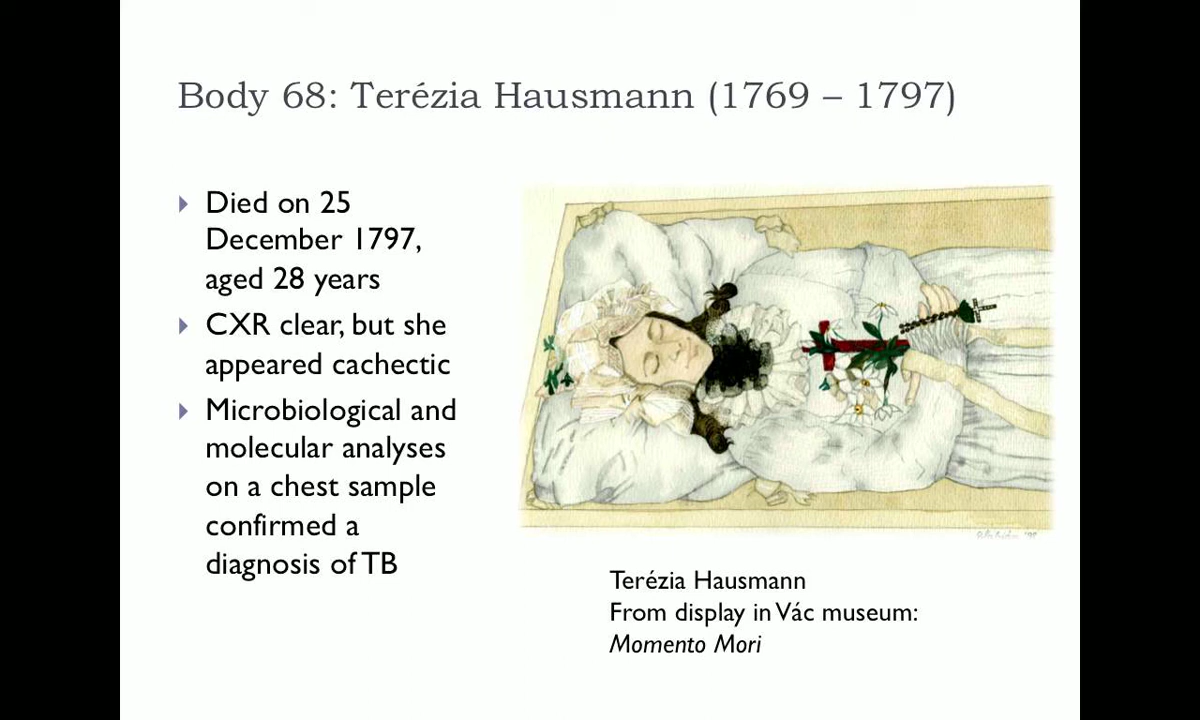 Body 68: Terézia Hausmann (1769 – 1797)
Died on 25
December 1797,
aged 28 years
CXR clear, but she
appeared cachectic
Microbiological and
molecular analyses
on a chest sample
confirmed a
diagnosis of TB
Terézia Hausmann
From display in Vác museum:
Momento Mori